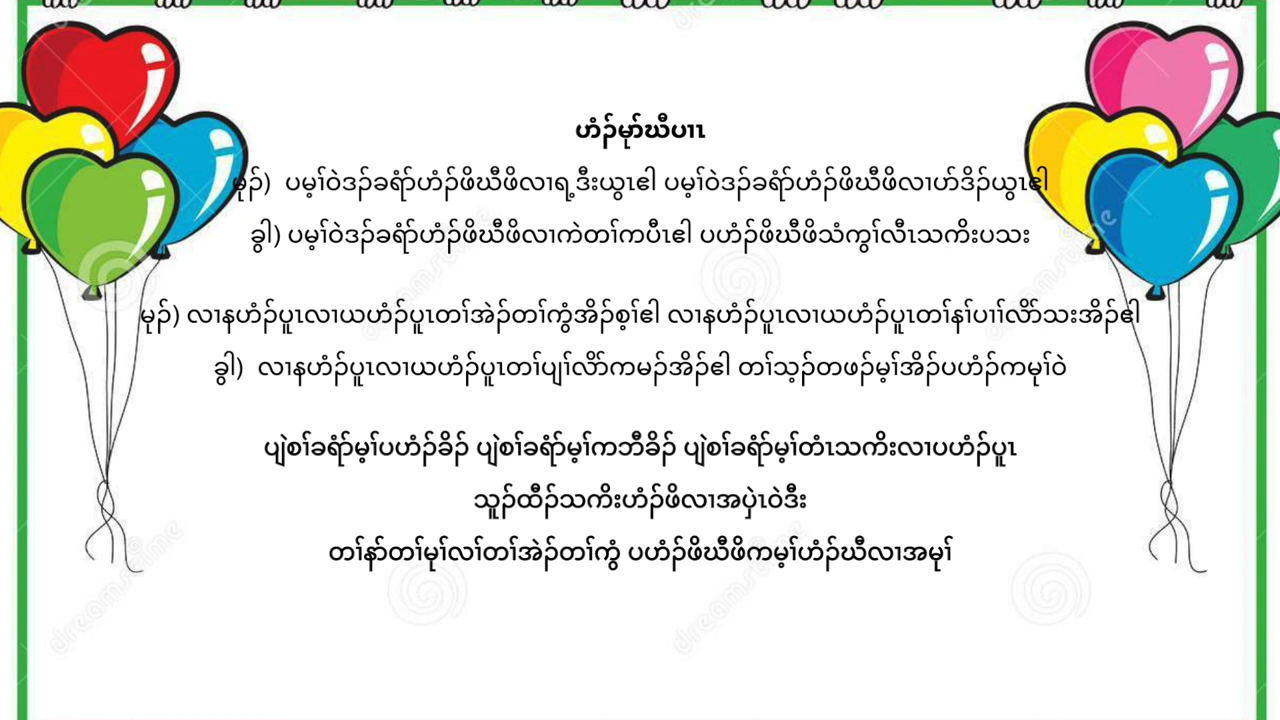 ဟံၣ်မုာ်ဃီပၢၤ
မုၣ်) ပမ့ၢ်ဝဲဒၣ်ခရံာ်ဟံၣ်ဖိဃီဖိလၢရ့ဒီးယွၤဧါ ပမ့ၢ်ဝဲဒၣ်ခရံာ်ဟံၣ်ဖိဃီဖိလၢဟ်ဒိၣ်ယွၤဧါ
ခွါ) ပမ့ၢ်ဝဲဒၣ်ခရံာ်ဟံၣ်ဖိဃီဖိလၢကဲတၢ်ကပီၤဧါ ပဟံၣ်ဖိဃီဖိသံကွၢ်လီၤသကိးပသး
မုၣ်) လၢနဟံၣ်ပူၤလၢယဟံၣ်ပူၤတၢ်အဲၣ်တၢ်ကွံအိၣ်စ့ၢ်ဧါ လၢနဟံၣ်ပူၤလၢယဟံၣ်ပူၤတၢ်နၢ်ပၢၢ်လိာ်သးအိၣ်ဧါ
ခွါ) လၢနဟံၣ်ပူၤလၢယဟံၣ်ပူၤတၢ်ပျၢ်လိာ်ကမၣ်အိၣ်ဧါ တၢ်သ့ၣ်တဖၣ်မ့ၢ်အိၣ်ပဟံၣ်ကမုၢ်ဝဲ
ပျဲစၢ်ခရံာ်မ့ၢ်ပဟံၣ်ခိၣ် ပျဲစၢ်ခရံာ်မ့ၢ်ကဘီခိၣ် ပျဲစၢ်ခရံာ်မ့ၢ်တံၤသကိးလၢပဟံၣ်ပူၤ
သူၣ်ထီၣ်သကိးဟံၣ်ဖိလၢအပှဲၤဝဲဒီး
တၢ်နာ်တၢ်မုၢ်လၢ်တၢ်အဲၣ်တၢ်ကွံ ပဟံၣ်ဖိဃီဖိကမ့ၢ်ဟံၣ်ဃီလၢအမုၢ်